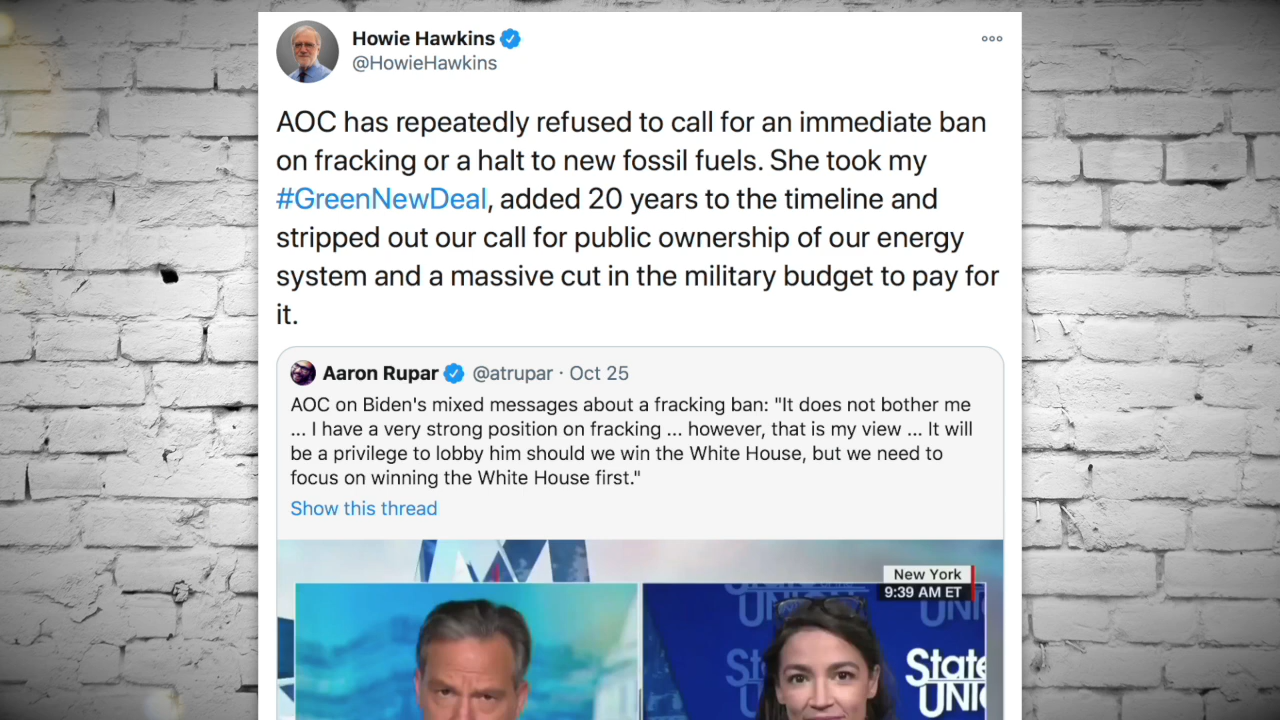 Howie Hawkins
@HowieHawkins
AOC has repeatedly refused to call for an immediate ban
on fracking or a halt to new fossil fuels. She took my
#GreenNewDeal, added 20 years to the timeline and
stripped out our call for public ownership of our energy
system and a massive cut in the military budget to pay for
it.
Aaron Rupar @atrupar · Oct 25
AOC on Biden's mixed messages about a fracking ban: "It does not bother me
... I have a very strong position on fracking ... however, that is my view ... It will
be a privilege to lobby him should we win the White House, but we need to
focus on winning the White House first."
Show this thread
New York
9:39 AM ET
State
UNI